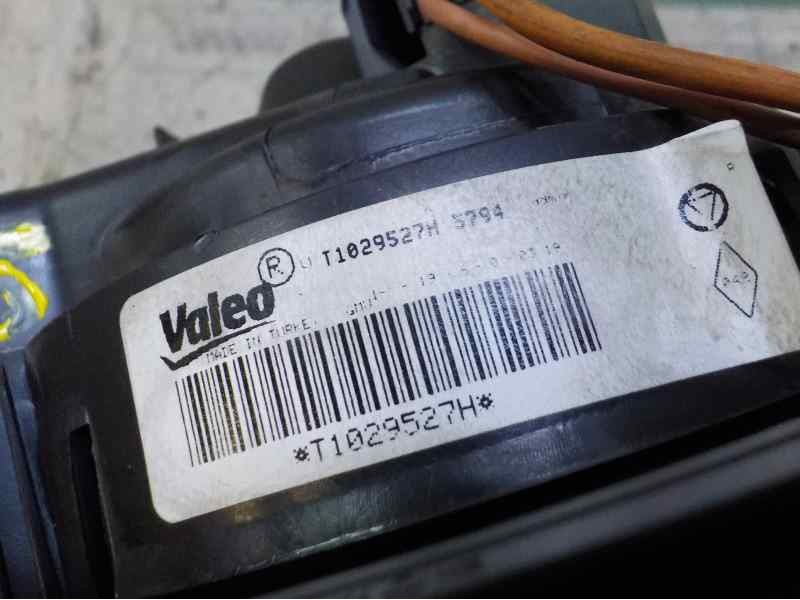 R
T1029527H 5794
Valeo
MADE IN TURKEY
*T1029527H*